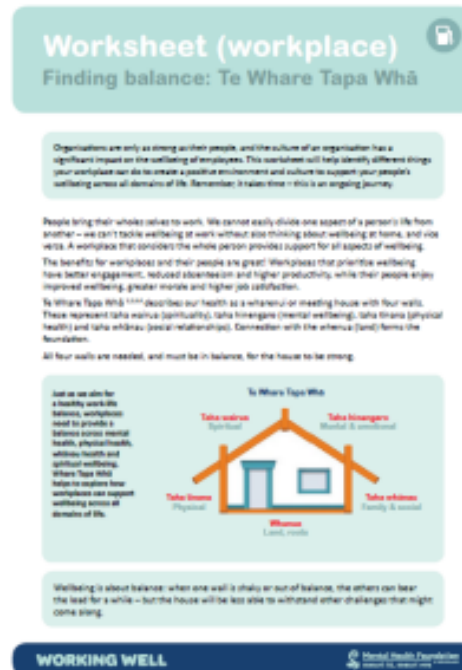 Worksheet (workplace)
Finding balance: Te Whare Tapa Whā
Organisations are only as strong as their people, and the culture of an organisation has a
significant impact on the wellbeing of employees. This worksheet will help identify different things
your workplace can do to create a positive environment and culture to support your people's
wellbeing across all domains of life. Remember, it takes time – this is an ongoing journey.
People bring their whole selves to work. We cannot easily divide one aspect of a person's life from
another – we can't tackle wellbeing at work without also thinking about wellbeing at home, and vice
versa. A workplace that considers the whole person provides support for all aspects of wellbeing.
The benefits for workplaces and their people are great! Workplaces that prioritise wellbeing
have better engagement, reduced absenteeism and higher productivity, while their people enjoy
improved wellbeing, greater morale and higher job satisfaction.
Te Whare Tapa Whā describes our health as a wharenui or meeting house with four walls.
These represent taha wairua (spirituality), taha hinengaro (mental wellbeing), taha tinana (physical
health) and taha whānau (social relationships). Connection with the whenua (land) forms the
foundation.
All four walls are needed, and must be in balance, for the house to be strong.
Just as we aim for
a healthy work-life
balance, workplaces
need to provide a
balance across mental
health, physical health,
whānau health and
spiritual wellbeing.
Whare Tapa Whā
helps to explore how
workplaces can support
wellbeing across all
domains of life.
Te Whare Tapa Whā
Taha wairua
Spiritual
Taha hinengaro
Mental & emotional
Taha tinana
Physical
Taha whānau
Family & social
Whenua
Land, roots
Wellbeing is about balance: when one wall is shaky or out of balance, the others can bear
the load for a while – but the house will be less able to withstand other challenges that might
come along.
WORKING WELL
Mental Health Foundation